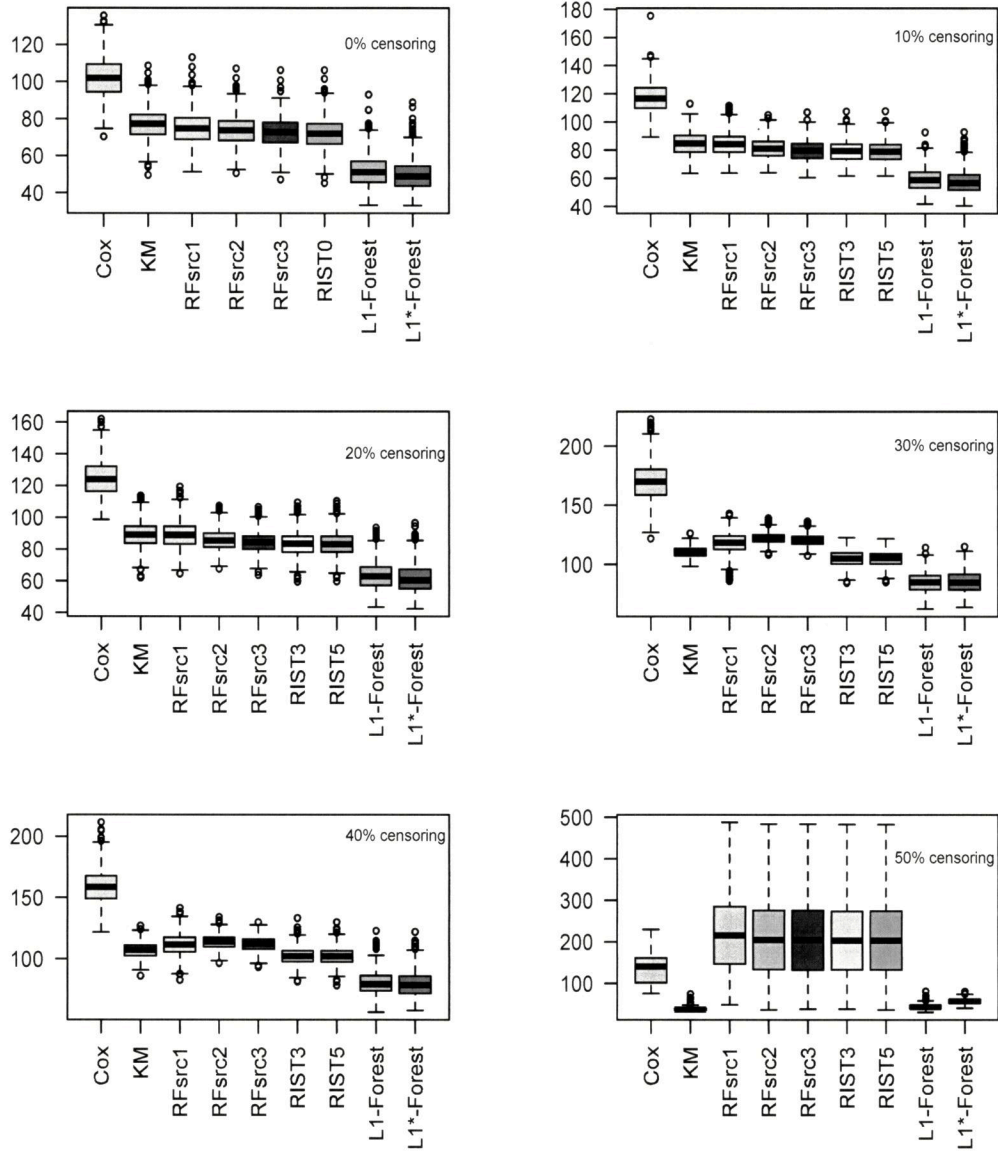 0% censoring
120
100
80
60
40
Cox
KM
RFsrc1
RFsrc2
RFsrc3
RIST0
L1-Forest
L1*-Forest
10% censoring
180
160
140
120
100
80
60
40
Cox
KM
RFsrc1
RFsrc2
RFsrc3
RIST3
RIST5
L1-Forest
L1*-Forest
20% censoring
160
140
120
100
80
60
40
Cox
KM
RFsrc1
RFsrc2
RFsrc3
RIST3
RIST5
L1-Forest
L1*-Forest
30% censoring
200
150
100
Cox
KM
RFsrc1
RFsrc2
RFsrc3
RIST3
RIST5
L1-Forest
L1*-Forest
40% censoring
200
150
100
Cox
KM
RFsrc1
RFsrc2
RFsrc3
RIST3
RIST5
L1-Forest
L1*-Forest
50% censoring
500
400
300
200
100
Cox
KM
RFsrc1
RFsrc2
RFsrc3
RIST3
RIST5
L1-Forest
L1*-Forest